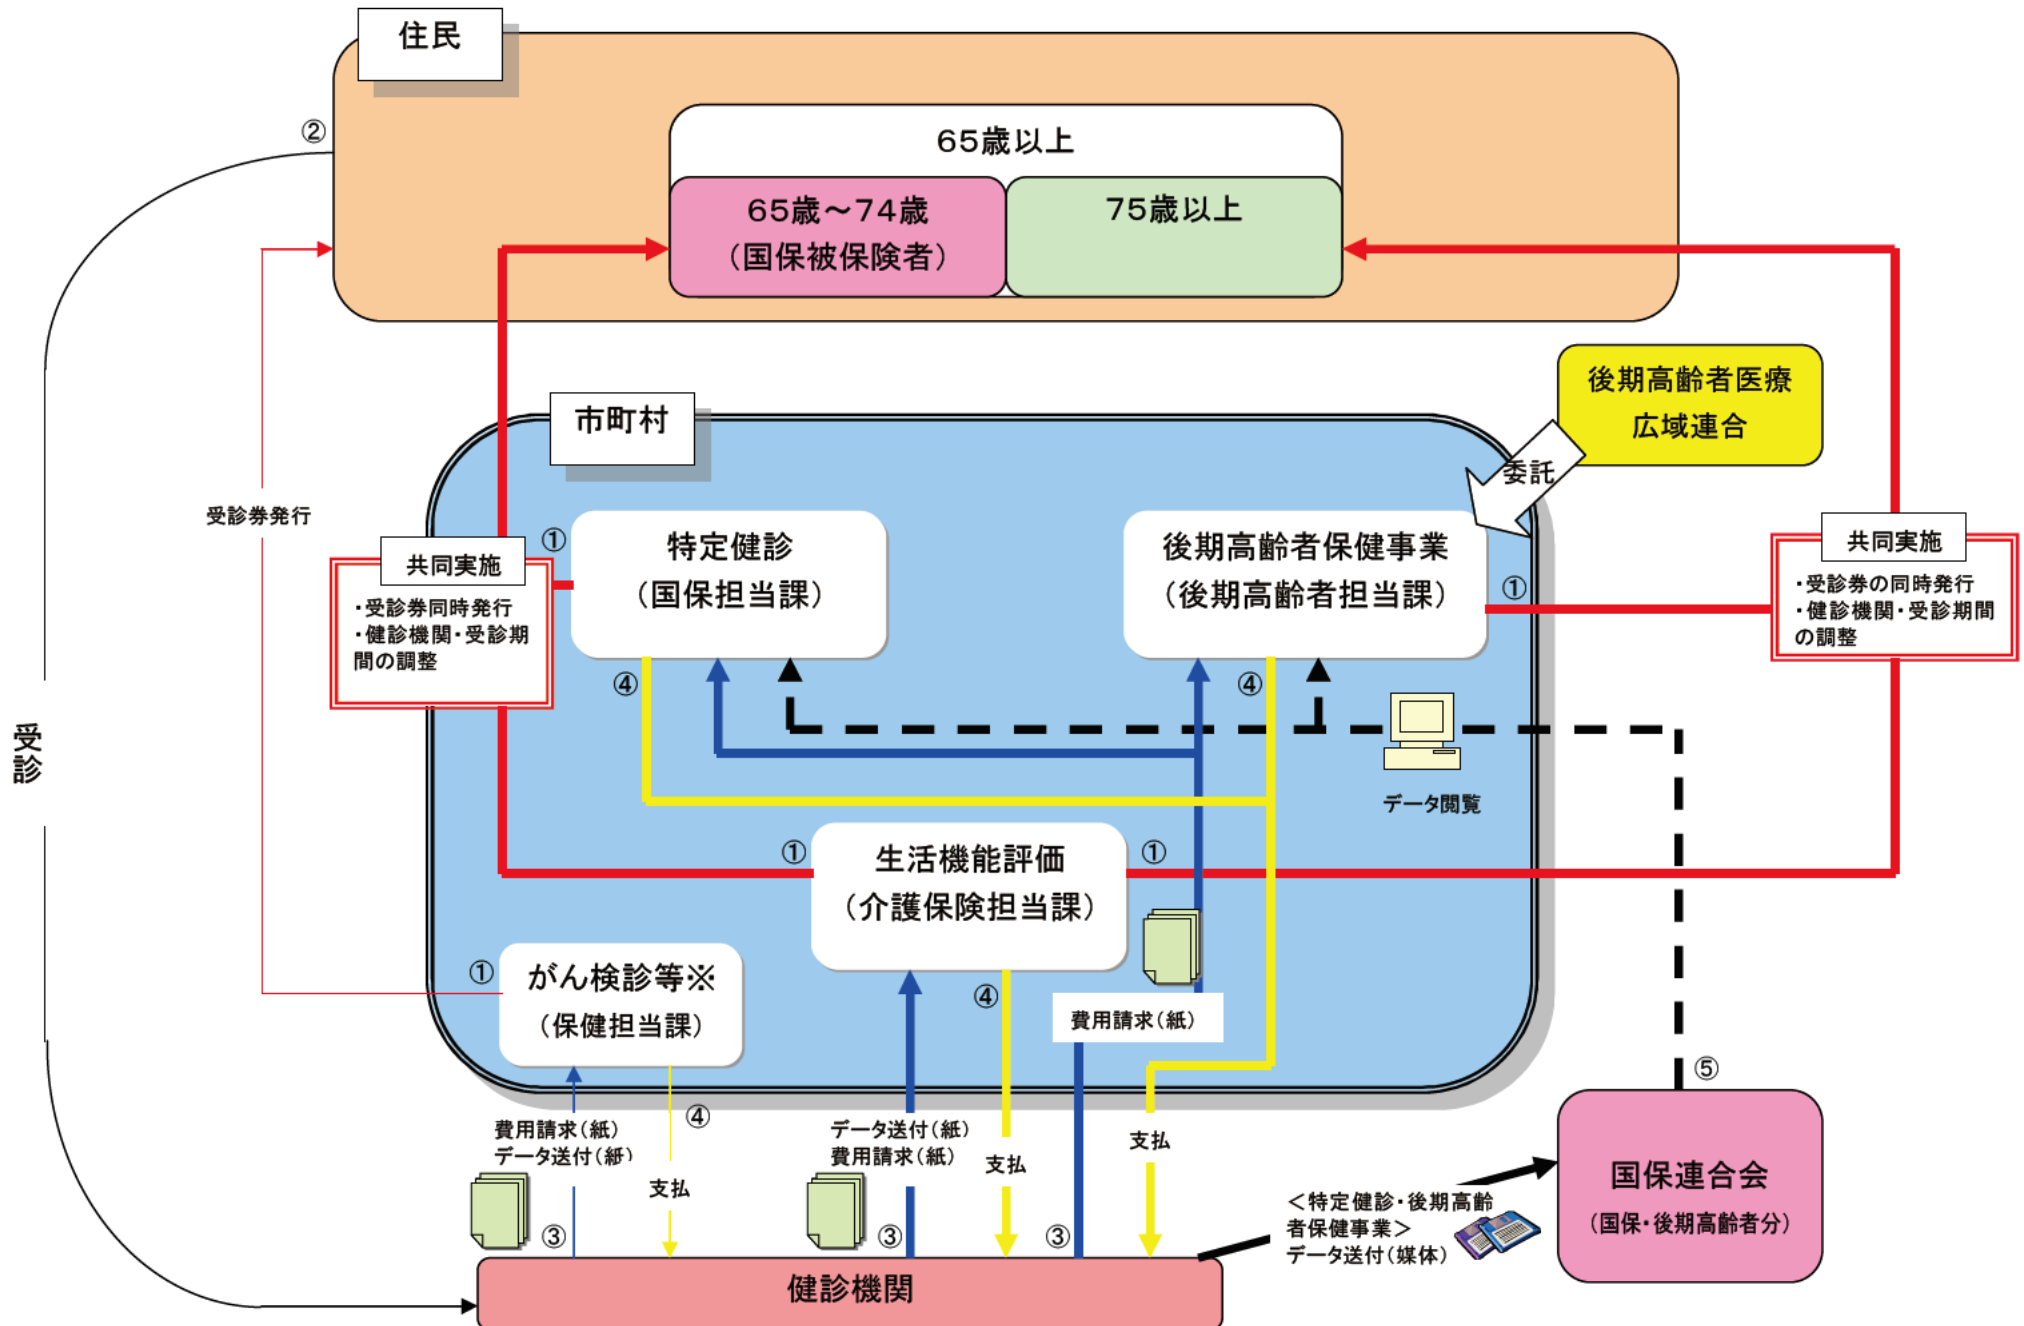 住民
②
65歳以上
65歳～74歳
（国保被保険者）
75歳以上
後期高齢者医療
広域連合
委託
市町村
受診券発行
共同実施
・受診券同時発行
・健診機関・受診期
間の調整
①
特定健診
（国保担当課）
後期高齢者保健事業
（後期高齢者担当課）
①
共同実施
・受診券の同時発行
・健診機関・受診期間
の調整
④
④
受診
データ閲覧
①
生活機能評価
（介護保険担当課）
①
①
がん検診等※
（保健担当課）
④
費用請求（紙）
⑤
④
費用請求（紙）
データ送付（紙）
支払
データ送付（紙）
費用請求（紙）
支払
支払
③
③
③
＜特定健診・後期高齢
者保健事業＞
データ送付（媒体）
国保連合会
（国保・後期高齢者分）
健診機関